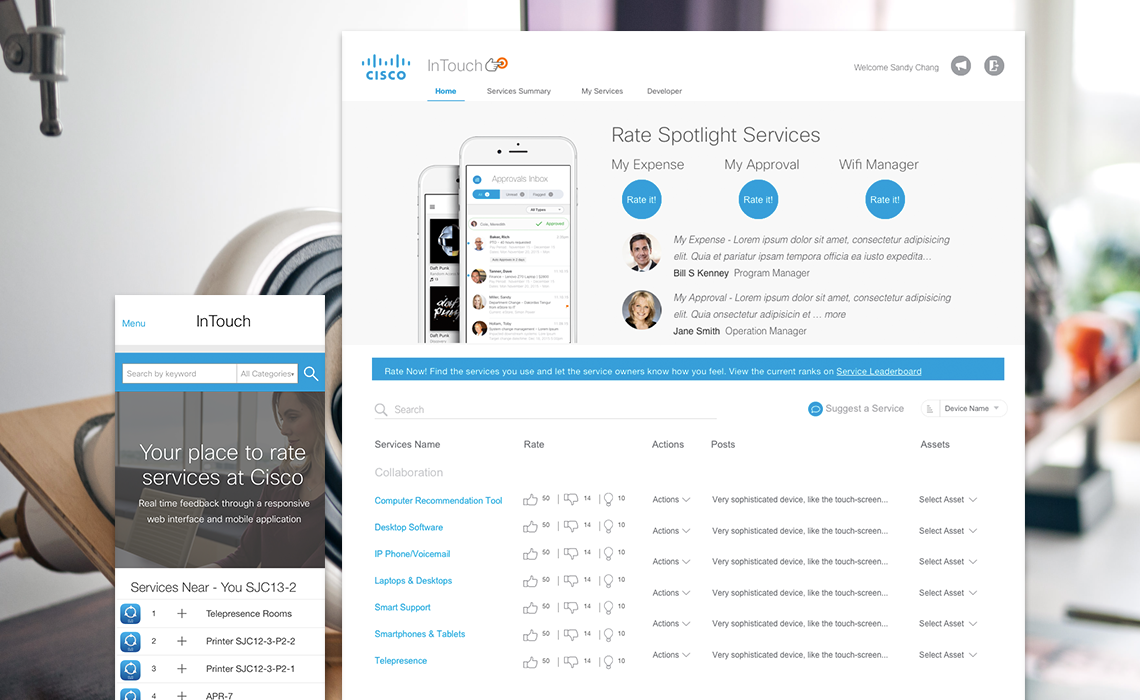 CISCO
InTouch
Welcome Sandy Chang
Home
Services Summary
My Services
Developer
Rate Spotlight Services
My Expense
My Approval
Wifi Manager
Rate it!
Rate it!
Rate it!
My Expense - Lorem ipsum dolor sit amet, consectetur adipisicing
elit. Quia et pariatur ipsam tempora officia ea iusto expedita…
Bill S Kenney Program Manager
My Approval - Lorem ipsum dolor sit amet, consectetur adipisicing
elit. Quia onsectetur adipisicin et ... more
Jane Smith Operation Manager
Approvals Inbox
All Types
Approved
Baker, Rich
Tanner, Dave
Miller, Sandy
Daft Punk
Daft Punk
Rate Now! Find the services you use and let the service owners know how you feel. View the current ranks on Service Leaderboard
Search
Suggest a Service
Device Name
Services Name
Rate
Actions
Posts
Assets
Collaboration
Computer Recommendation Tool 50 14 10 Actions Very sophisticated device, like the touch-screen... Select Asset
Desktop Software 50 14 10 Actions Very sophisticated device, like the touch-screen... Select Asset
IP Phone/Voicemail 50 14 10 Actions Very sophisticated device, like the touch-screen... Select Asset
Laptops & Desktops 50 14 10 Actions Very sophisticated device, like the touch-screen... Select Asset
Smart Support 50 14 10 Actions Very sophisticated device, like the touch-screen... Select Asset
Smartphones & Tablets 50 14 10 Actions Very sophisticated device, like the touch-screen... Select Asset
Telepresence 50 14 10
Menu
InTouch
Search by keyword
All Categories
Your place to rate
services at Cisco
Real time feedback through a responsive
web interface and mobile application
Services Near - You SJC13-2
1 Telepresence Rooms
2 Printer SJC12-3-P2-2
3 Printer SJC12-3-P2-1
4 APR-7